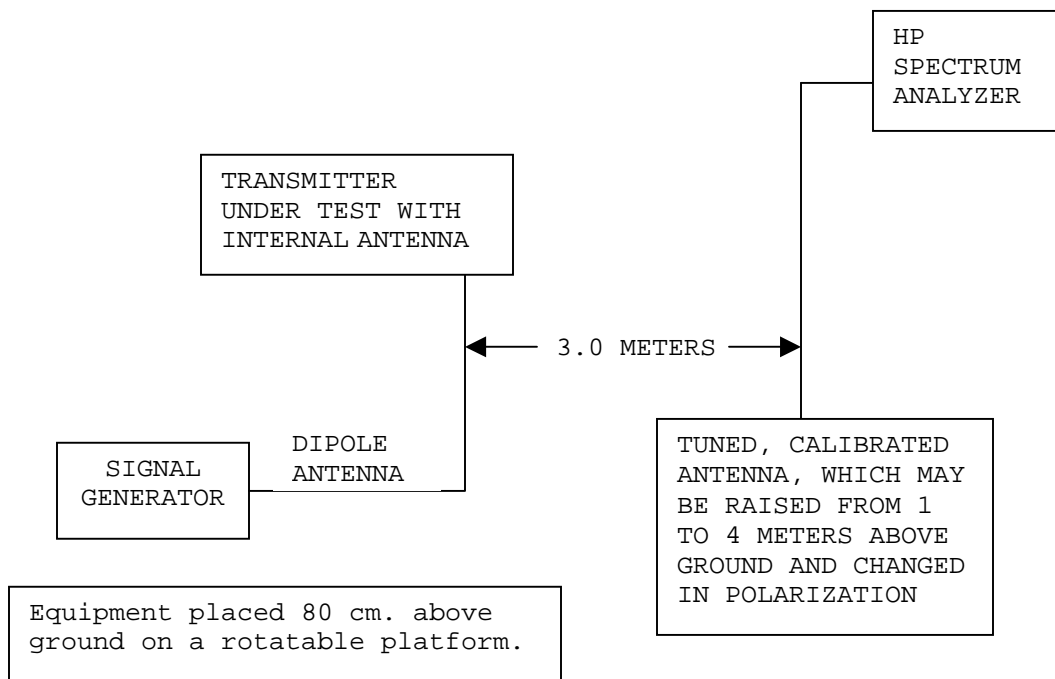 HP
SPECTRUM
ANALYZER
TRANSMITTER
UNDER TEST WITH
INTERNAL ANTENNA
3.0 METERS
DIPOLE
ANTENNA
SIGNAL
GENERATOR
TUNED, CALIBRATED
ANTENNA, WHICH MAY
BE RAISED FROM 1
TO 4 METERS ABOVE
GROUND AND CHANGED
IN POLARIZATION
Equipment placed 80 cm. above
ground on a rotatable platform.